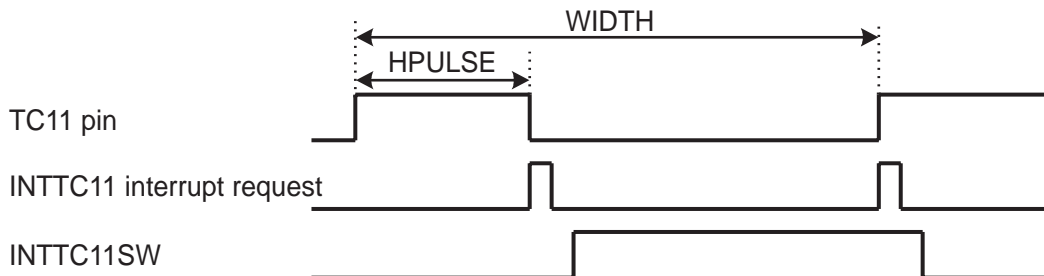 WIDTH
HPULSE
TC11 pin
INTTC11 interrupt request
INTTC11SW